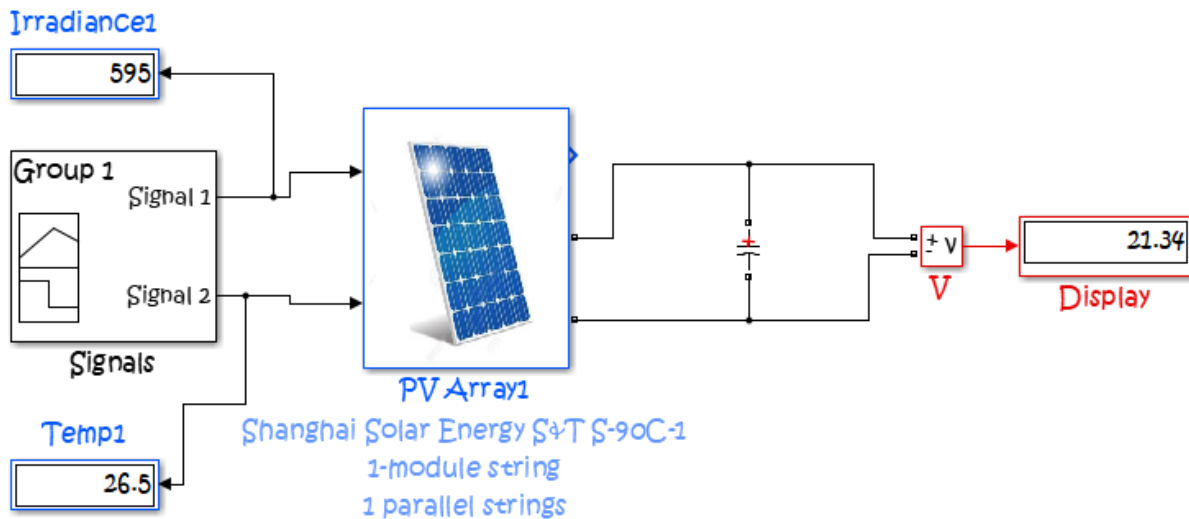 Irradiance1
595
Group 1
Signal 1
Signal 2
Signals
Temp1
26.5
PV Array1
Shanghai Solar Energy S&T S-90C-1
1-module string
1 parallel strings
+
+
-
v
V
21.34
Display